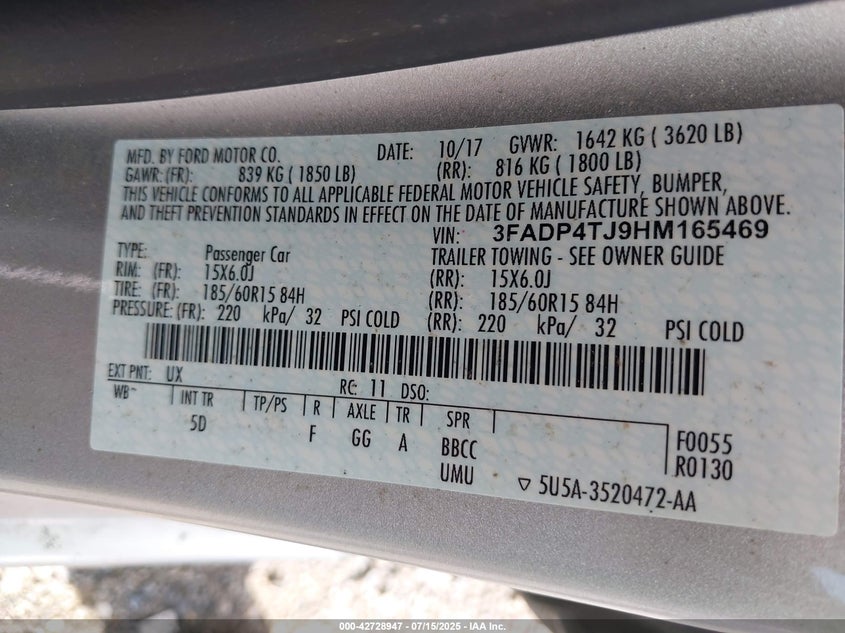 MFD. BY FORD MOTOR CO. DATE: 10/17 GVWR: 1642 KG ( 3620 LB)
GAWR: (FR): 839 KG ( 1850 LB) (RR): 816 KG ( 1800 LB)
THIS VEHICLE CONFORMS TO ALL APPLICABLE FEDERAL MOTOR VEHICLE SAFETY, BUMPER,
AND THEFT PREVENTION STANDARDS IN EFFECT ON THE DATE OF MANUFACTURE SHOWN ABOVE.
VIN: 3FADP4TJ9HM165469
TYPE: Passenger Car TRAILER TOWING - SEE OWNER GUIDE
RIM: (FR): 15X6.0J (RR): 15X6.0J
TIRE: (FR): 185/60R15 84H (RR): 185/60R15 84H
PRESSURE: (FR): 220 kPa/ 32 PSI COLD (RR): 220 kPa/ 32 PSI COLD
EXT PNT: UX RC: 11 DSO:
WB INT TR TP/PS R AXLE TR SPR
5D F GG A BBCC F0055
UMU R0130
▽ 5U5A-3520472-AA
000-42728947 / 07/15/2025 - IAA Inc.